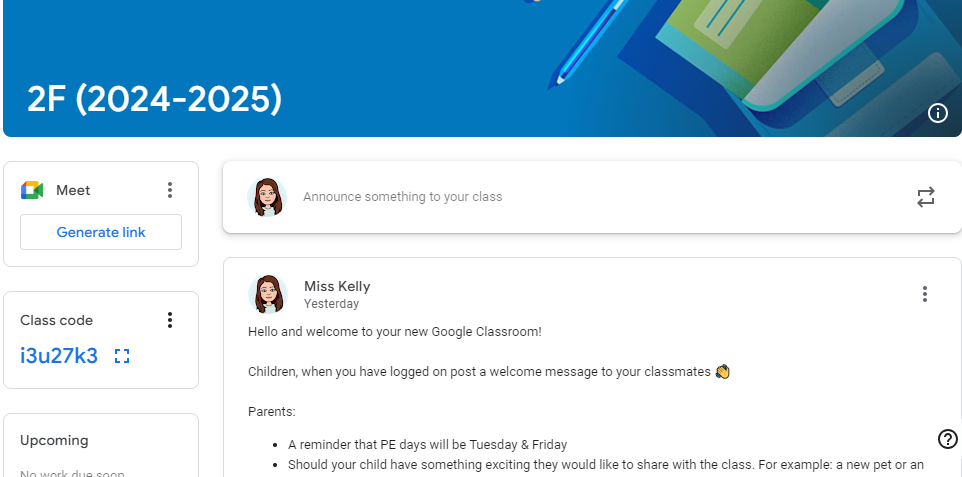 2F (2024-2025)
Meet
Generate link
Class code
i3u27k3
Upcoming
No work due soon
Announce something to your class
Miss Kelly
Yesterday
Hello and welcome to your new Google Classroom!
Children, when you have logged on post a welcome message to your classmates 👏
Parents:
• A reminder that PE days will be Tuesday & Friday
• Should your child have something exciting they would like to share with the class. For example: a new pet or an